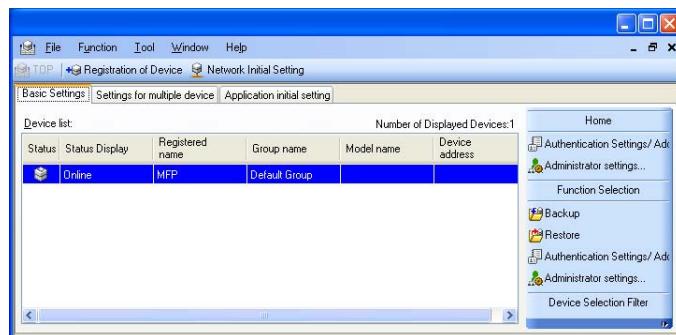 File Function Tool Window Help
TOP Registration of Device Network Initial Setting
Basic Settings Settings for multiple device Application initial setting
Device list: Number of Displayed Devices:1
Status Status Display Registered name Group name Model name Device address
Online MFP Default Group
Home
Authentication Settings/ Add
Administrator settings...
Function Selection
Backup
Restore
Authentication Settings/ Add
Administrator settings...
Device Selection Filter